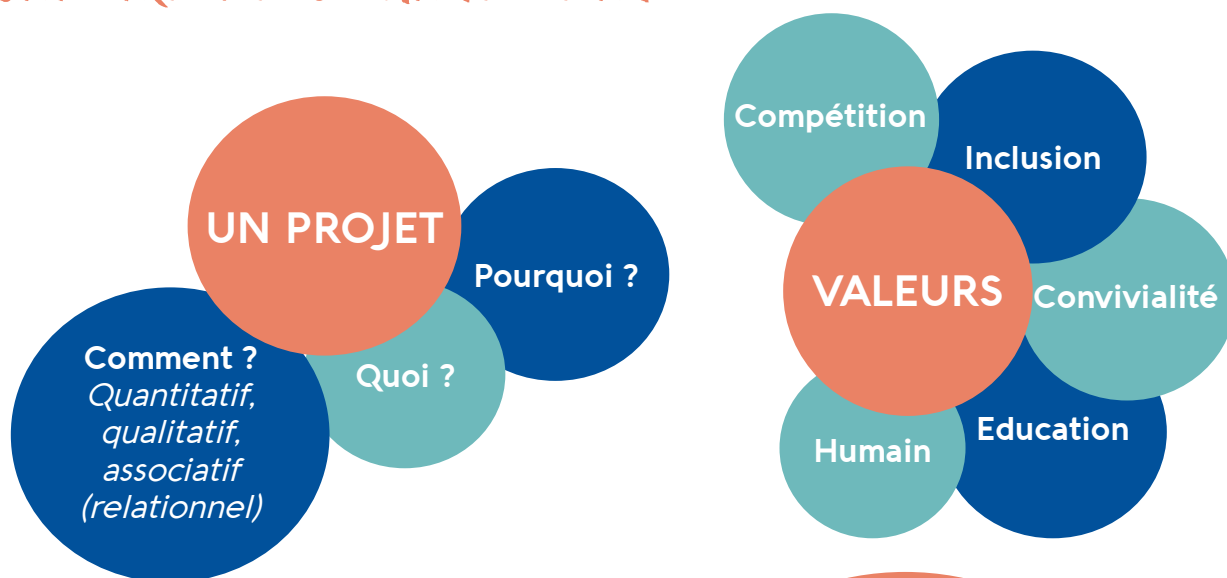 UN PROJET
Pourquoi ?
Quoi ?
Comment ?
Quantitatif,
qualitatif,
associatif
(relationnel)
Compétition
Inclusion
VALEURS
Convivialité
Education
Humain